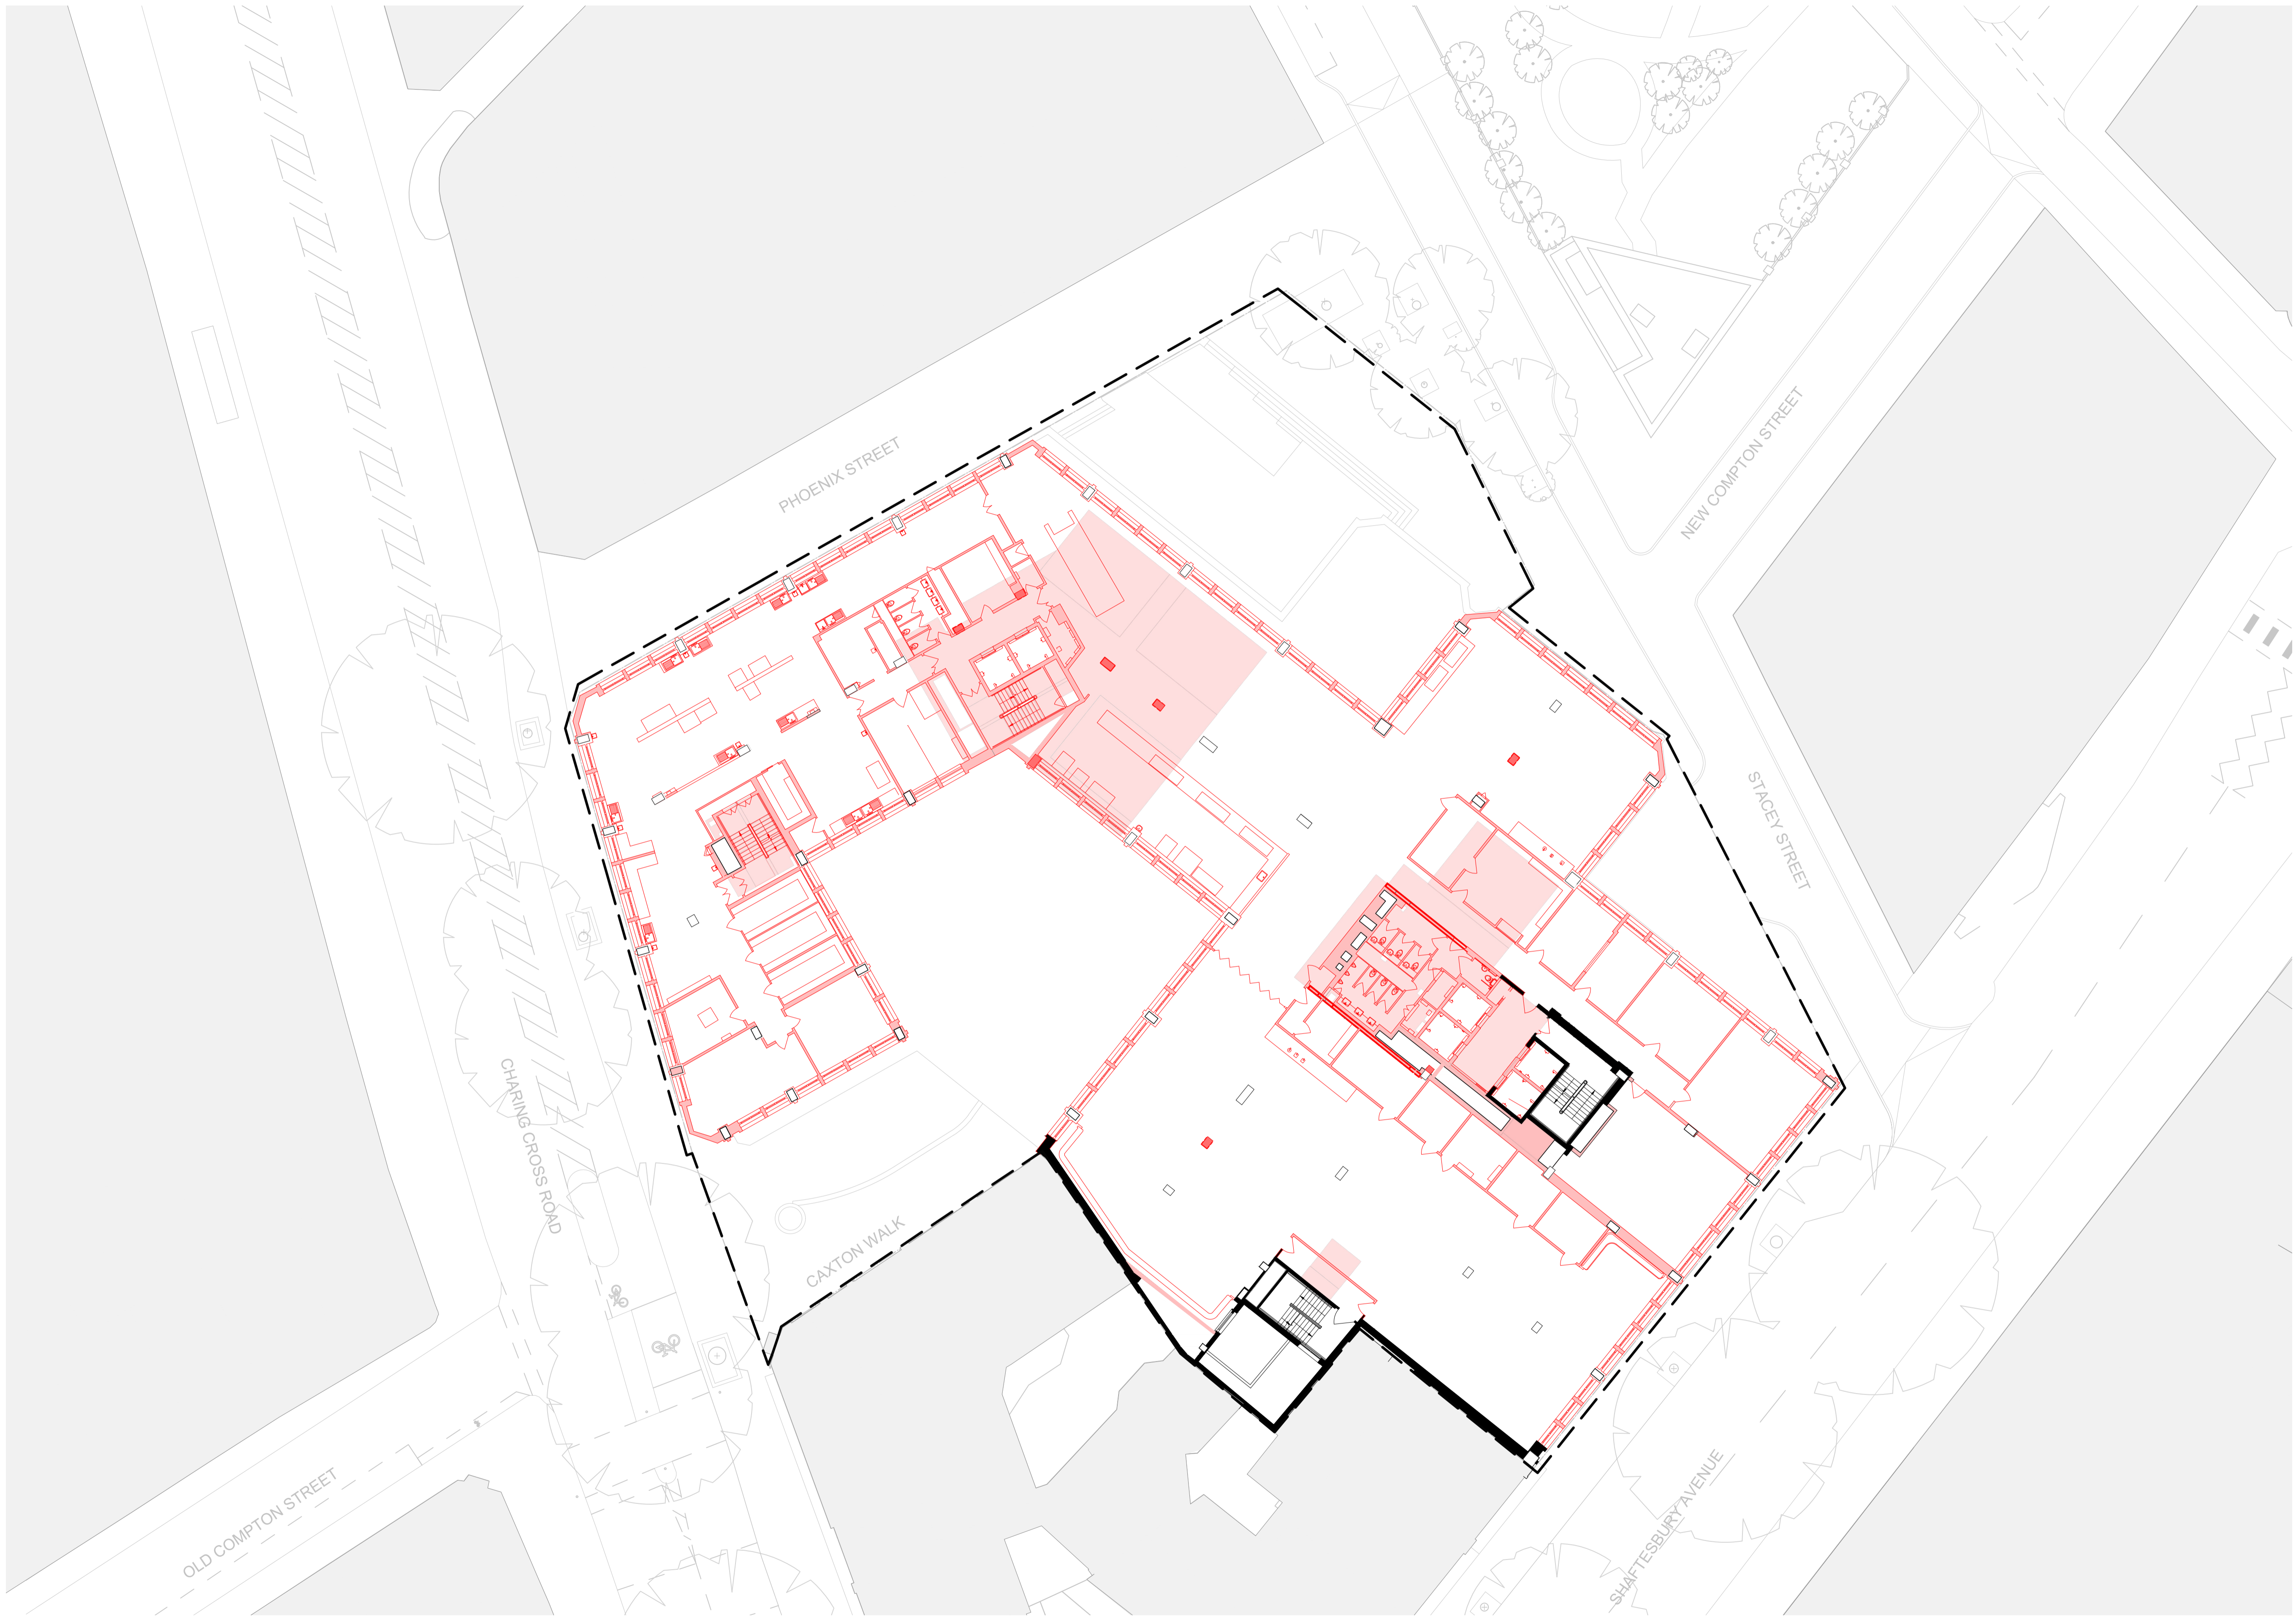 PHOENIX STREET
NEW COMPTON STREET
STACEY STREET
CHARING CROSS ROAD
CAXTON WALK
OLD COMPTON STREET
SHAFTESBURY AVENUE